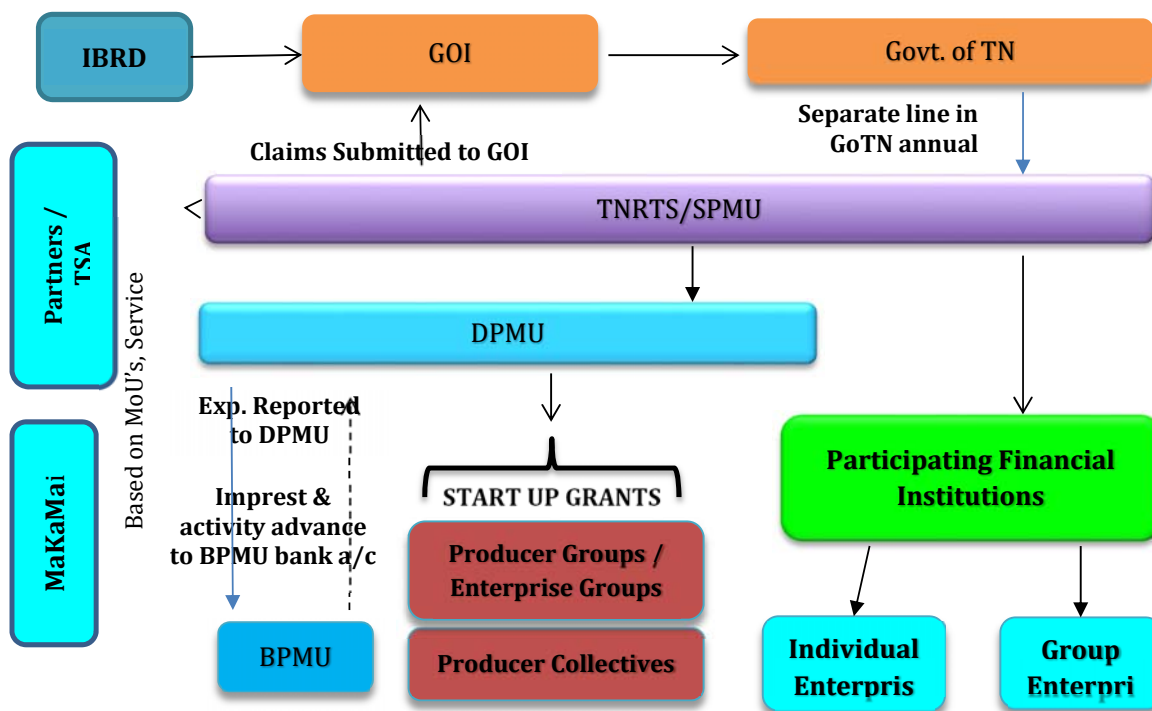 IBRD
GOI
Govt. of TN
Separate line in
GoTN annual
Claims Submitted to GOI
TNRTS/SPMU
Partners /
TSA
Based on MoU's, Service
DPMU
Exp. Reported
to DPMU
Imprest &
activity advance
to BPMU bank a/c
START UP GRANTS
Participating Financial
Institutions
MaKaMai
Producer Groups /
Enterprise Groups
BPMU
Producer Collectives
Individual
Enterpris
Group
Enterpri